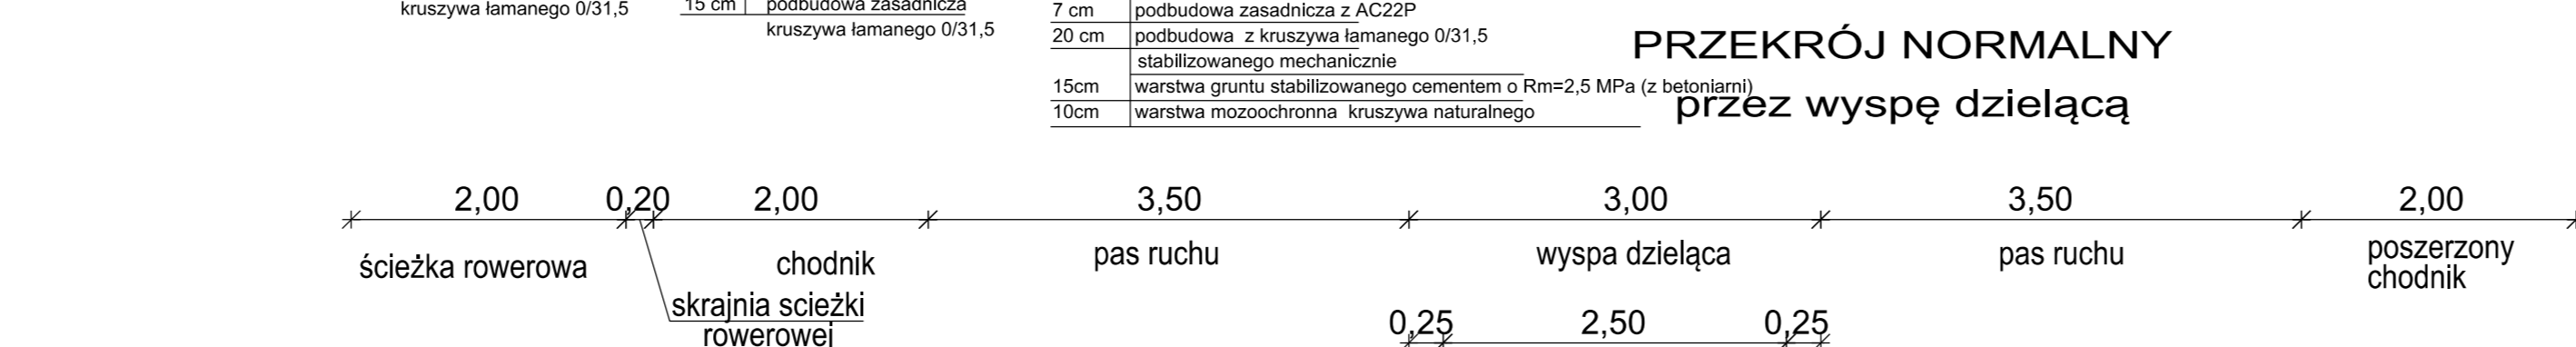 kruszywa łamanego 0/31,5
15 cm podbudowa zasadnicza
kruszywa łamanego 0/31,5
7 cm podbudowa zasadnicza z AC22P
20 cm podbudowa z kruszywa łamanego 0/31,5
stabilizowanego mechanicznie
15cm warstwa gruntu stabilizowanego cementem o Rm=2,5 MPa (z betoniarni)
10cm warstwa mozoochronna kruszywa naturalnego
PRZEKRÓJ NORMALNY
przez wyspę dzielącą
2,00 0,20 2,00 3,50 3,00 3,50 2,00
ścieżka rowerowa chodnik pas ruchu wyspa dzieląca pas ruchu poszerzony
chodnik
skrajnia scieżki
rowerowej
0,25 2,50 0,25